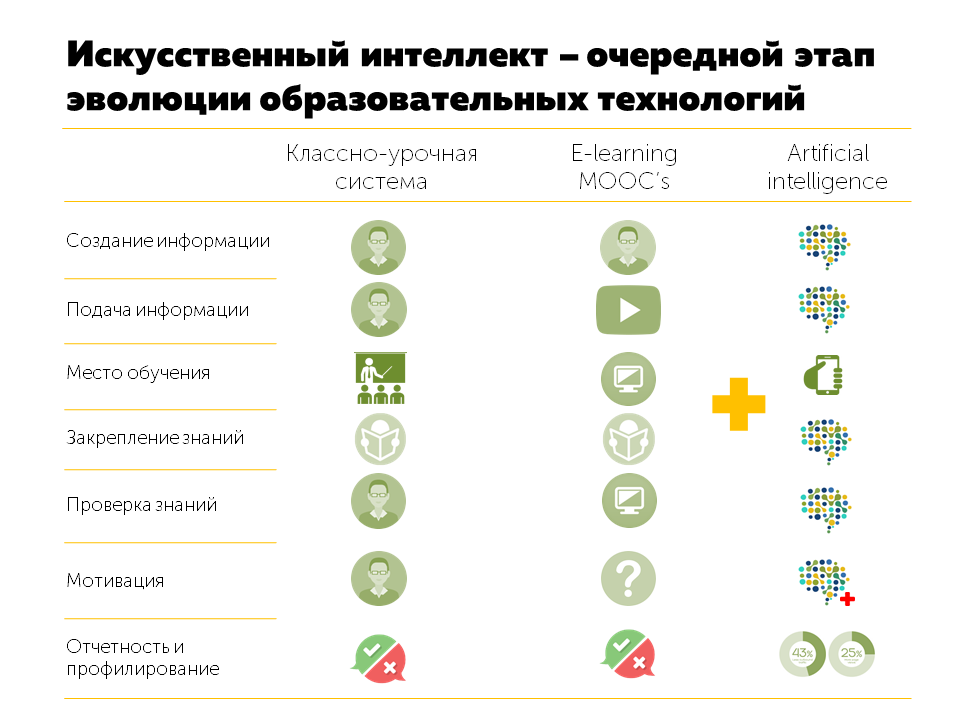 Искусственный интеллект – очередной этап
эволюции образовательных технологий
Классно-урочная
система
E-learning
MOOC's
Artificial
intelligence
Создание информации
Подача информации
Место обучения
Закрепление знаний
Проверка знаний
Мотивация
Отчетность и
профилирование
43%
25%